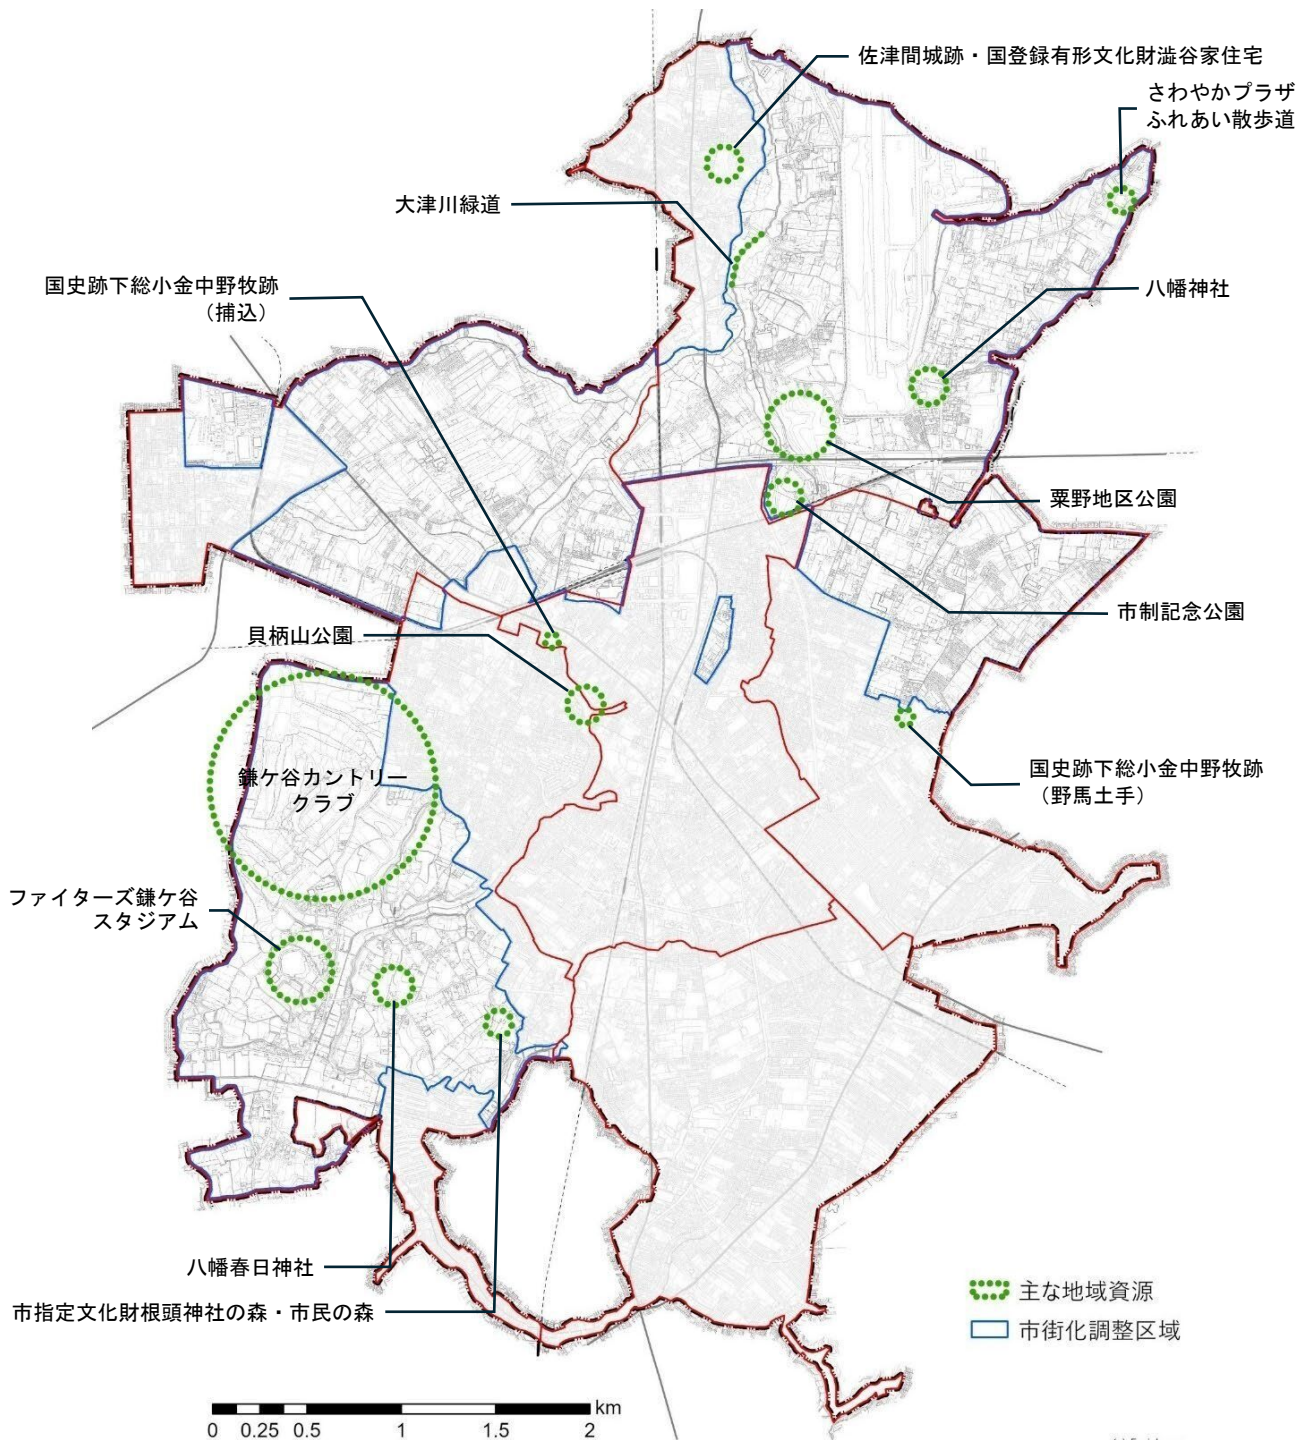 佐津間城跡・国登録有形文化財澁谷家住宅
さわやかプラザ
ふれあい散歩道
大津川緑道
国史跡下総小金中野牧跡
（捕込）
八幡神社
粟野地区公園
市制記念公園
貝柄山公園
国史跡下総小金中野牧跡
（野馬土手）
鎌ケ谷カントリー
クラブ
ファイターズ鎌ケ谷
スタジアム
八幡春日神社
市指定文化財根頭神社の森・市民の森
主な地域資源
市街化調整区域
km
0 0.25 0.5 1 1.5 2